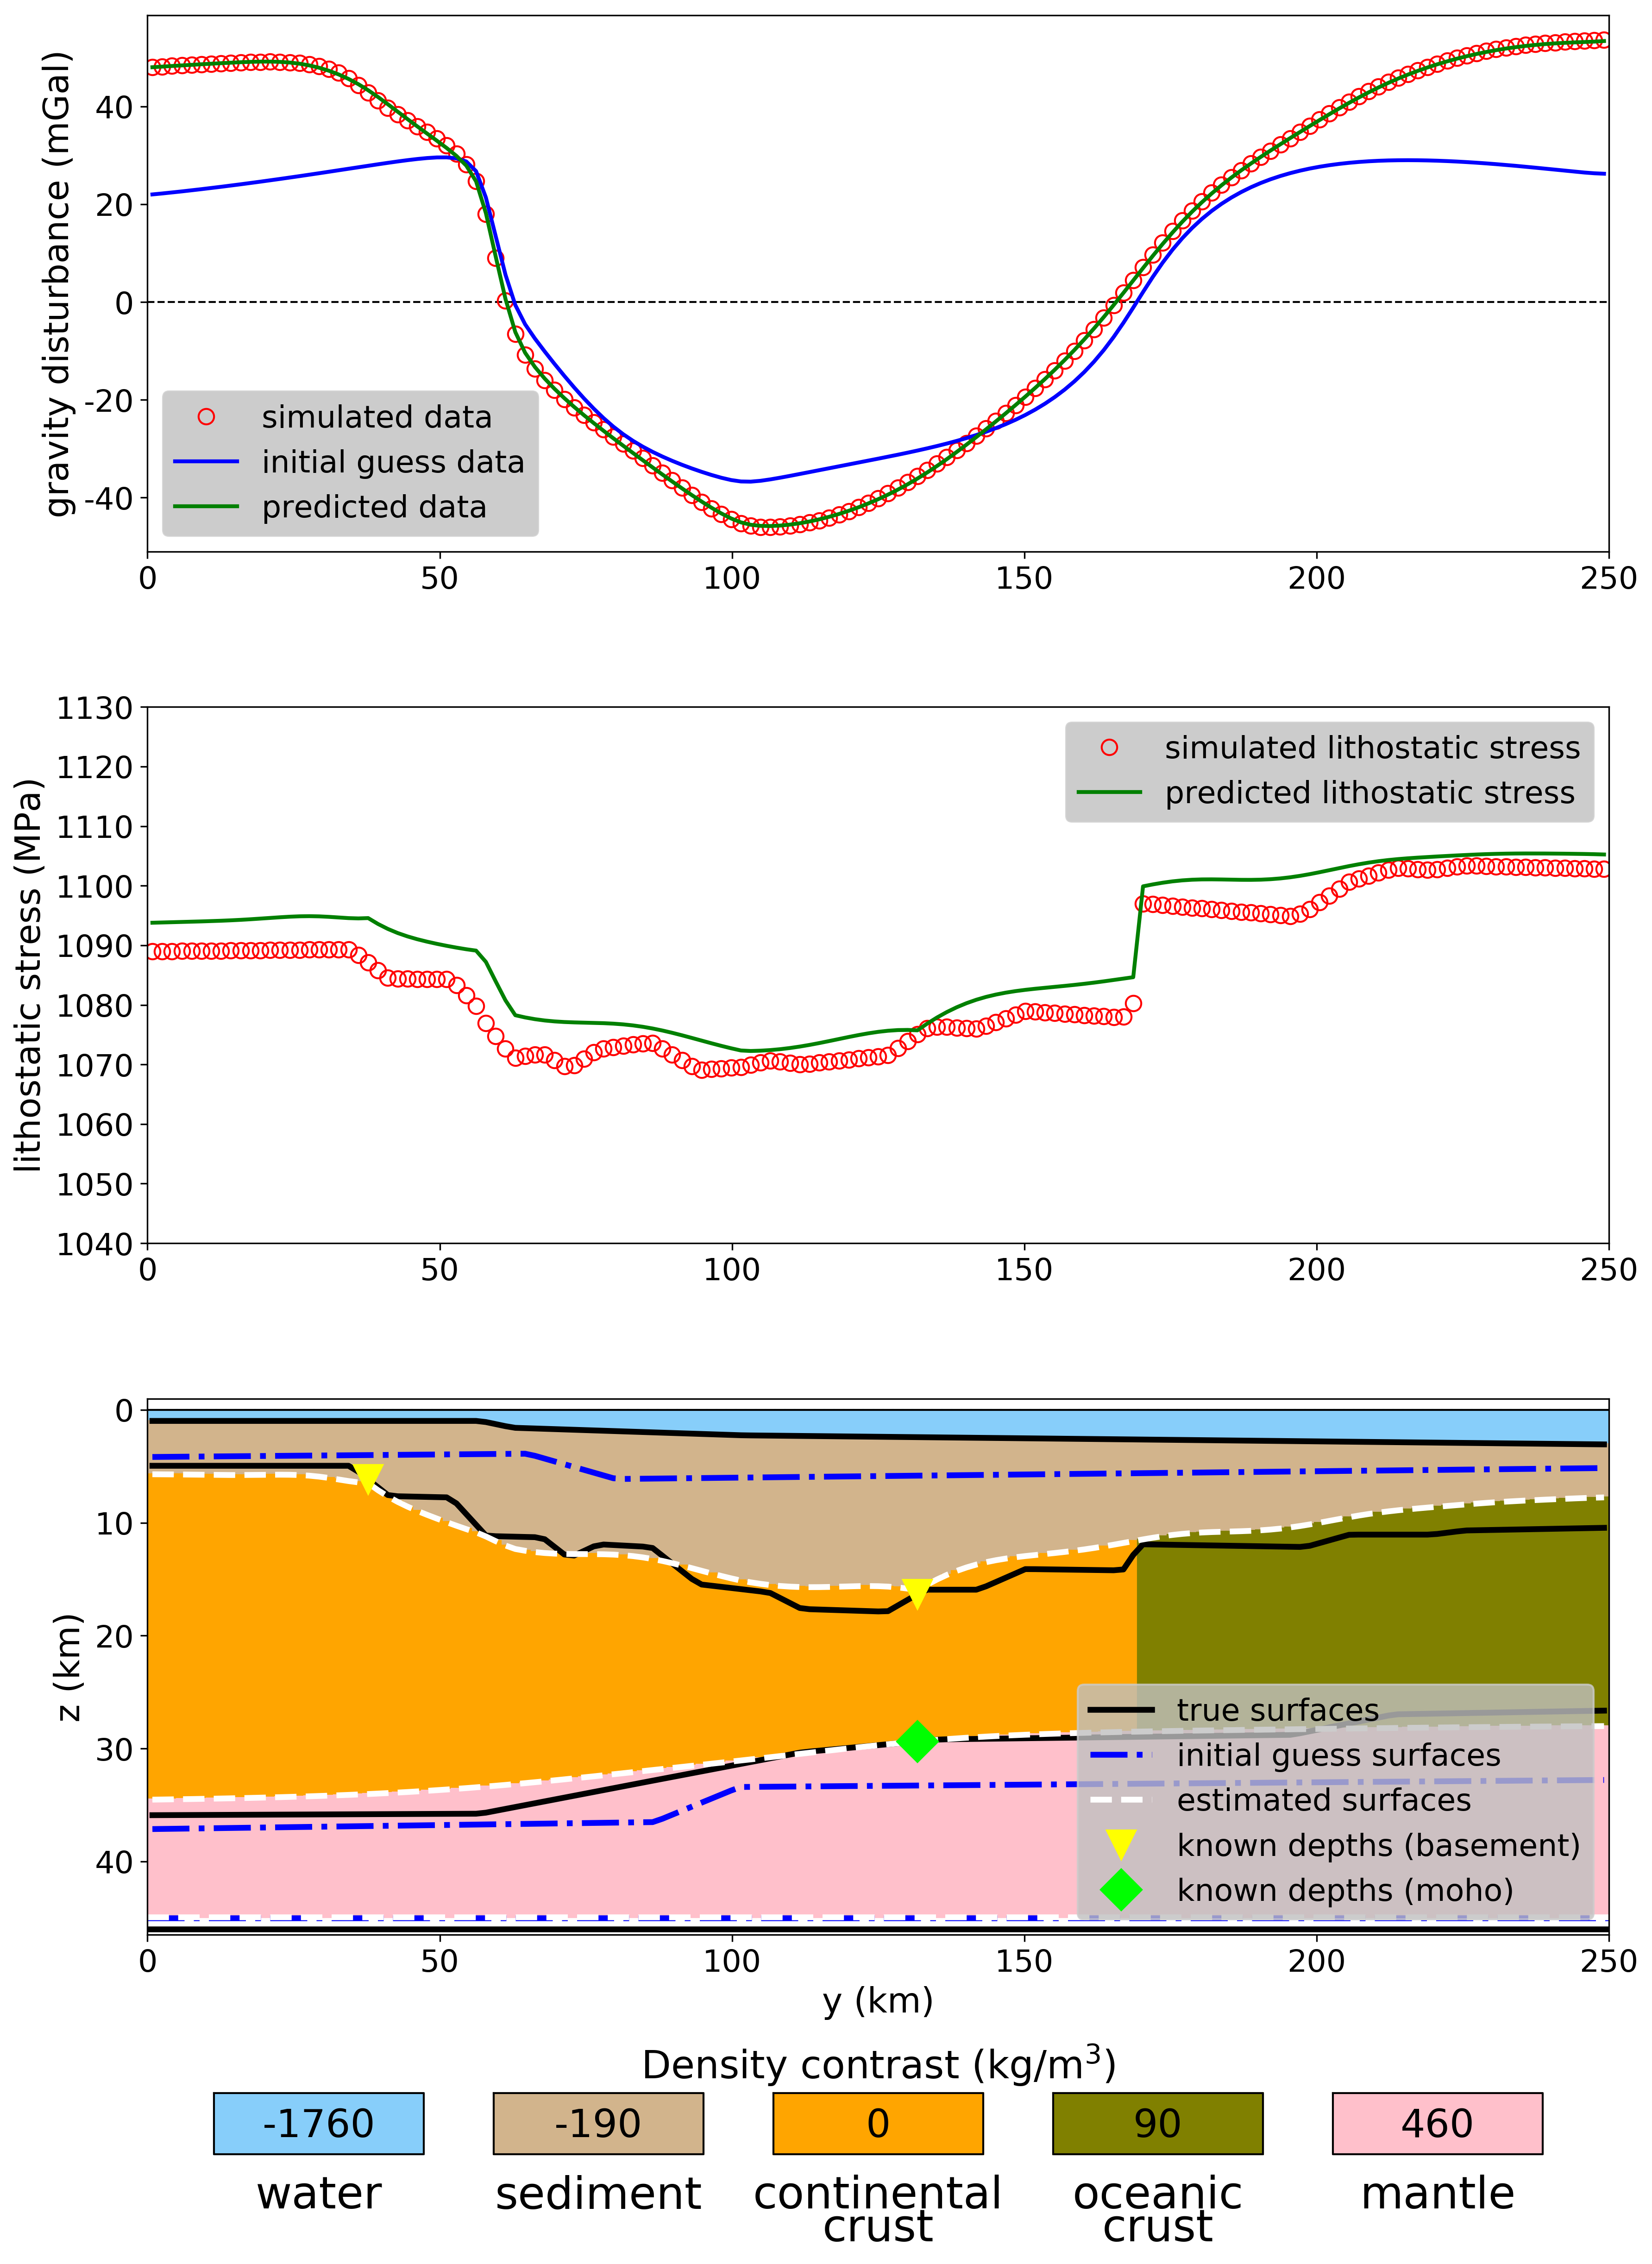 gravity disturbance (mGal)
40
20
0
-20
-40
simulated data
initial guess data
predicted data
0 50 100 150 200 250
lithostatic stress (MPa)
1130
1120
1110
1100
1090
1080
1070
1060
1050
1040
simulated lithostatic stress
predicted lithostatic stress
0 50 100 150 200 250
z (km)
0
10
20
30
40
true surfaces
initial guess surfaces
estimated surfaces
known depths (basement)
known depths (moho)
0 50 100 150 200 250
y (km)
Density contrast (kg/m³)
-1760 -190 0 90 460
water sediment continental oceanic mantle
crust crust